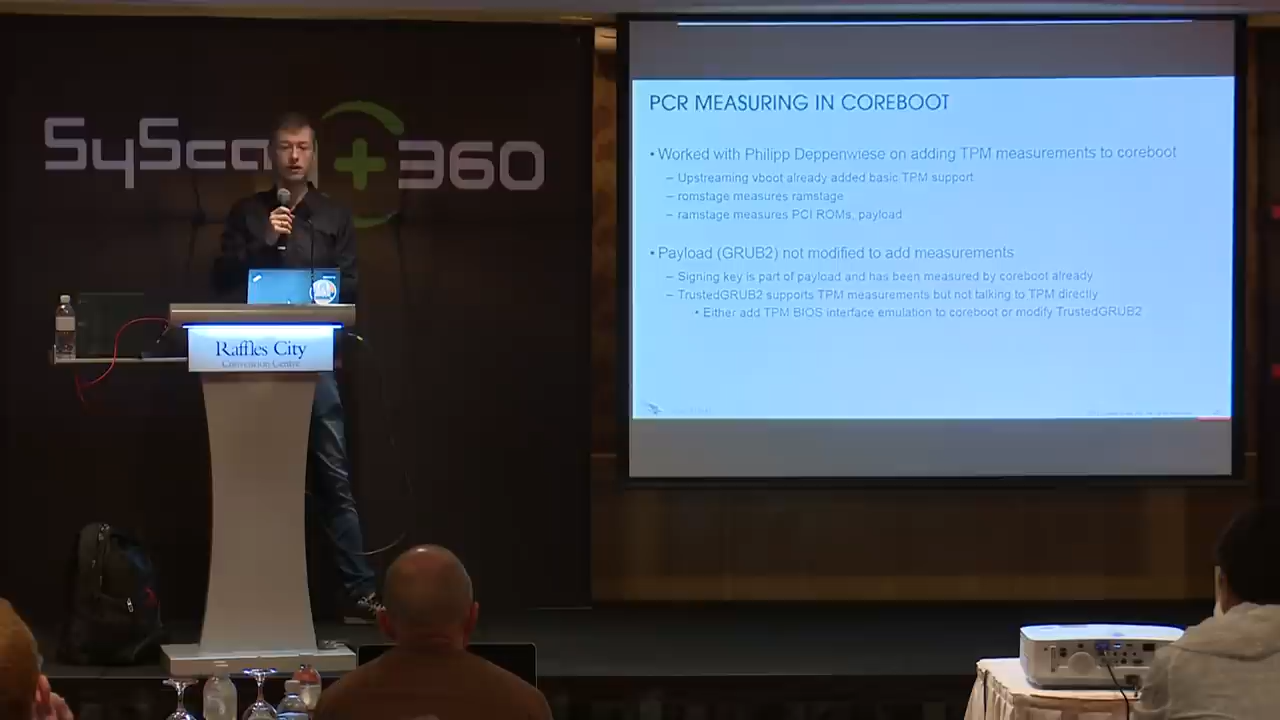 SySca +360
Raffles City
Convention Centre
PCR MEASURING IN COREBOOT
• Worked with Philipp Deppenwiese on adding TPM measurements to coreboot
– Upstreaming vboot already added basic TPM support
– romstage measures ramstage
– ramstage measures PCI ROMs, payload
• Payload (GRUB2) not modified to add measurements
– Signing key is part of payload and has been measured by coreboot already
– TrustedGRUB2 supports TPM measurements but not talking to TPM directly
• Either add TPM BIOS interface emulation to coreboot or modify TrustedGRUB2